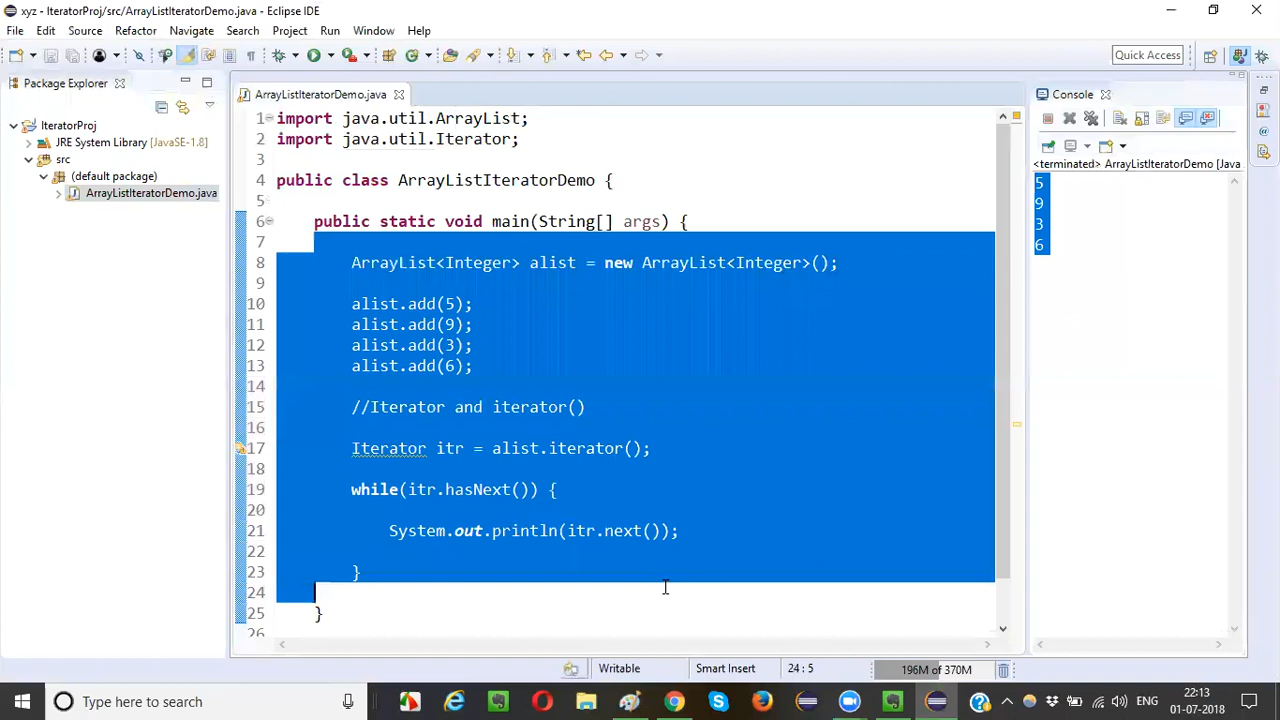 xyz - IteratorProj/src/ArrayListIteratorDemo.java - Eclipse IDE
File Edit Source Refactor Navigate Search Project Run Window Help
Quick Access
Package Explorer
IteratorProj
JRE System Library [JavaSE-1.8]
src
(default package)
ArrayListIteratorDemo.java
ArrayListIteratorDemo.java
1 import java.util.ArrayList;
2 import java.util.Iterator;
3
4 public class ArrayListIteratorDemo {
5
6 public static void main(String[] args) {
7
8 ArrayList<Integer> alist = new ArrayList<Integer>();
9
10 alist.add(5);
11 alist.add(9);
12 alist.add(3);
13 alist.add(6);
14
15 //Iterator and iterator()
16
17 Iterator itr = alist.iterator();
18
19 while(itr.hasNext()) {
20
21 System.out.println(itr.next());
22
23 }
24
25 }
26
Console
<terminated> ArrayListIteratorDemo [Java
5
9
3
6
Writable Smart Insert 24 : 5 196M of 370M
Type here to search
ENG
22:13
01-07-2018